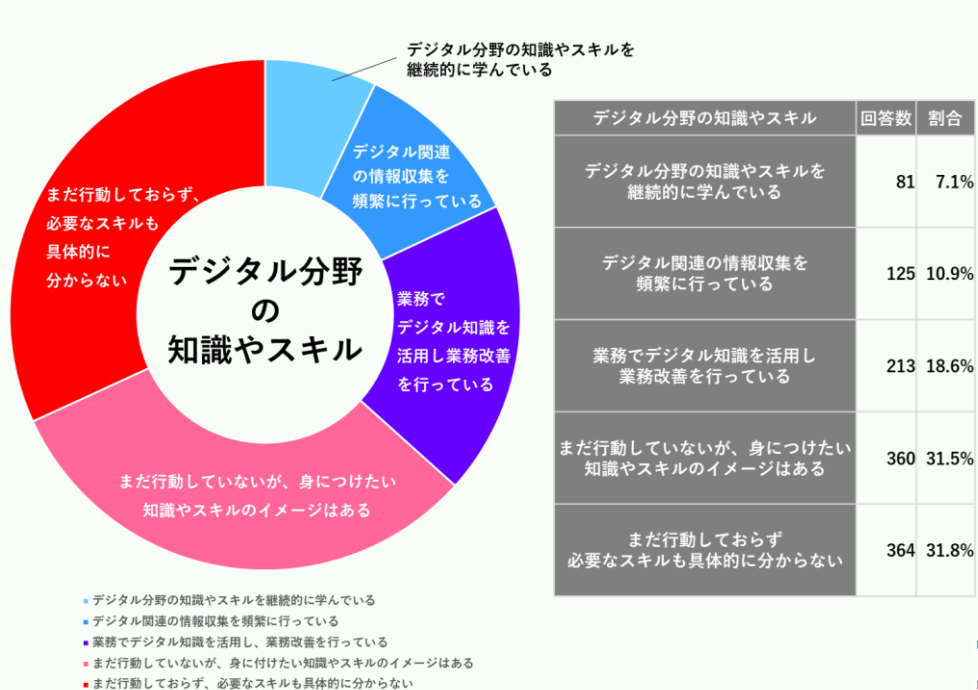 デジタル分野の知識やスキルを
継続的に学んでいる
デジタル関連
の情報収集を
頻繁に行っている
業務で
デジタル知識を
活用し業務改善
を行っている
まだ行動していないが、身につけたい
知識やスキルのイメージはある
まだ行動しておらず、
必要なスキルも
具体的に
分からない
デジタル分野
の
知識やスキル
デジタル分野の知識やスキル 回答数 割合
デジタル分野の知識やスキルを
継続的に学んでいる
81 7.1%
デジタル関連の情報収集を
頻繁に行っている
125 10.9%
業務でデジタル知識を活用し
業務改善を行っている
213 18.6%
まだ行動していないが、身につけたい
知識やスキルのイメージはある
360 31.5%
まだ行動しておらず
必要なスキルも具体的に分からない
364 31.8%
デジタル分野の知識やスキルを継続的に学んでいる
デジタル関連の情報収集を頻繁に行っている
業務でデジタル知識を活用し、業務改善を行っている
まだ行動していないが、身に付けたい知識やスキルのイメージはある
まだ行動しておらず、必要なスキルも具体的に分からない